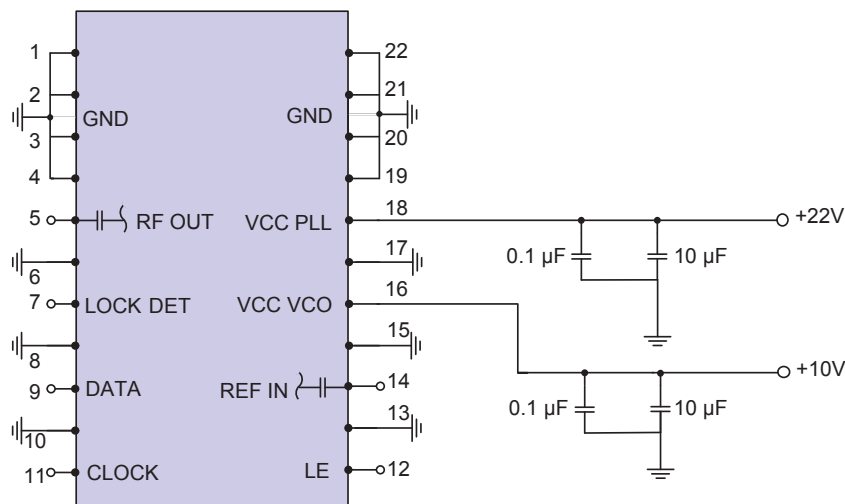 1 22
2 21
GND GND
3 20
4 19
5 RF OUT VCC PLL 18 +22V
6 17 0.1 µF 10 µF
7 LOCK DET VCC VCO 16
8 15
9 DATA REF IN 14 +10V
10 13 0.1 µF 10 µF
11 CLOCK LE 12